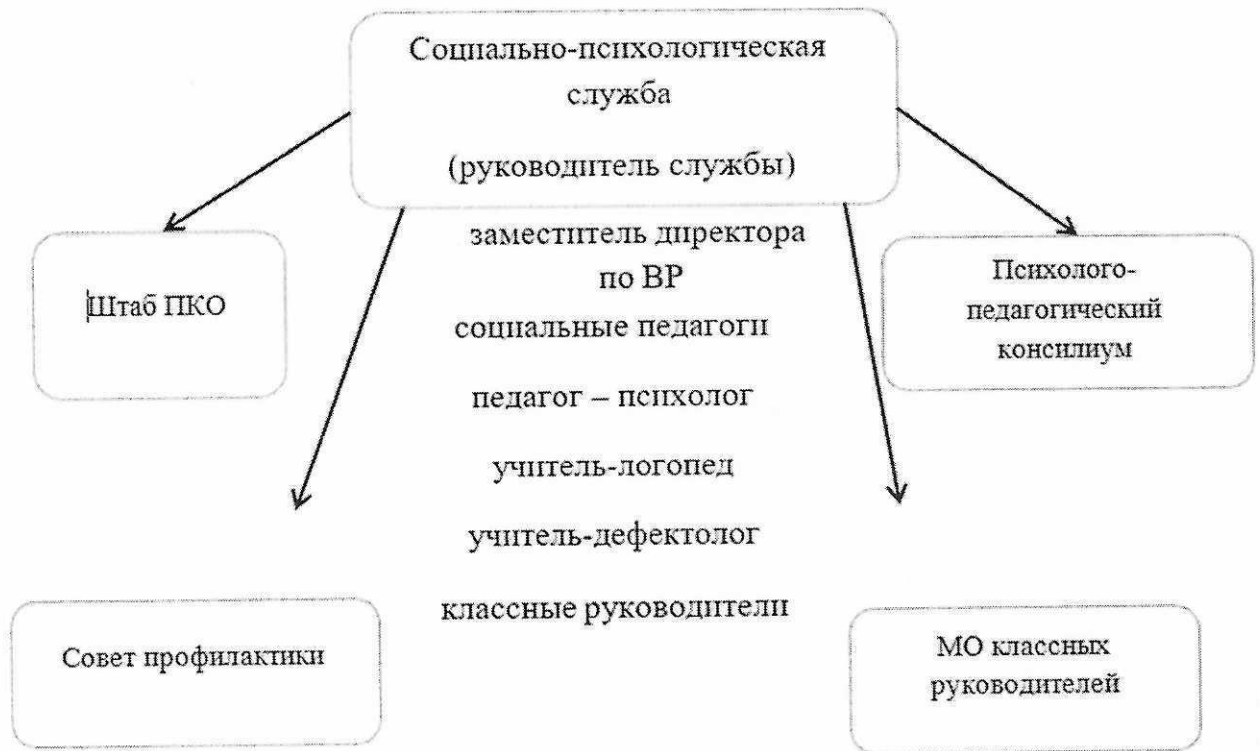 Социально-психологическая
служба
(руководитель службы)
заместитель директора
по ВР
Штаб ПКО
Психолого-
педагогический
консилиум
социальные педагоги
педагог – психолог
учитель-логопед
учитель-дефектолог
классные руководители
Совет профилактики
МО классных
руководителей